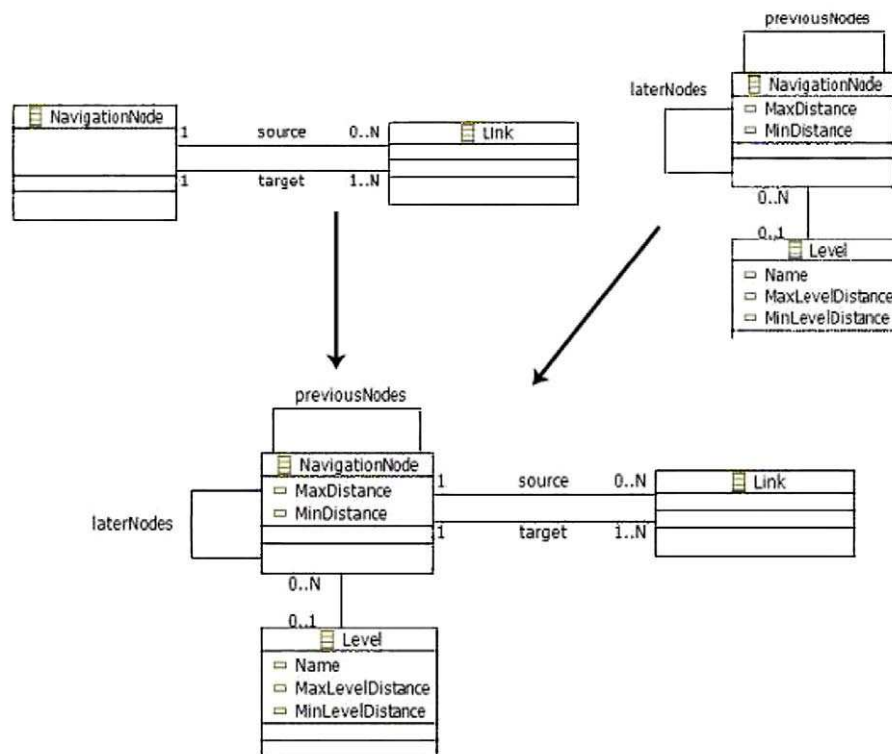 previousNodes
NavigationNode
laterNodes
MaxDistance
MinDistance
0..N
0..1
Level
Name
MaxLevelDistance
MinLevelDistance
NavigationNode
1 source 0..N
Link
1 target 1..N
previousNodes
NavigationNode
MaxDistance
MinDistance
laterNodes
1 source 0..N
Link
1 target 1..N
0..N
0..1
Level
Name
MaxLevelDistance
MinLevelDistance